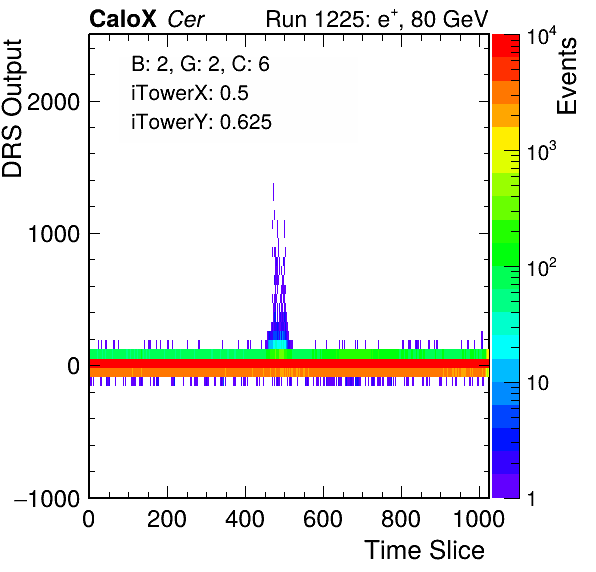 CaloX Cer Run 1225: e+, 80 GeV
B: 2, G: 2, C: 6
iTowerX: 0.5
iTowerY: 0.625
DRS Output
2000
1000
0
−1000
0 200 400 600 800 1000
Time Slice
Events
10^4
10^3
10^2
10
1